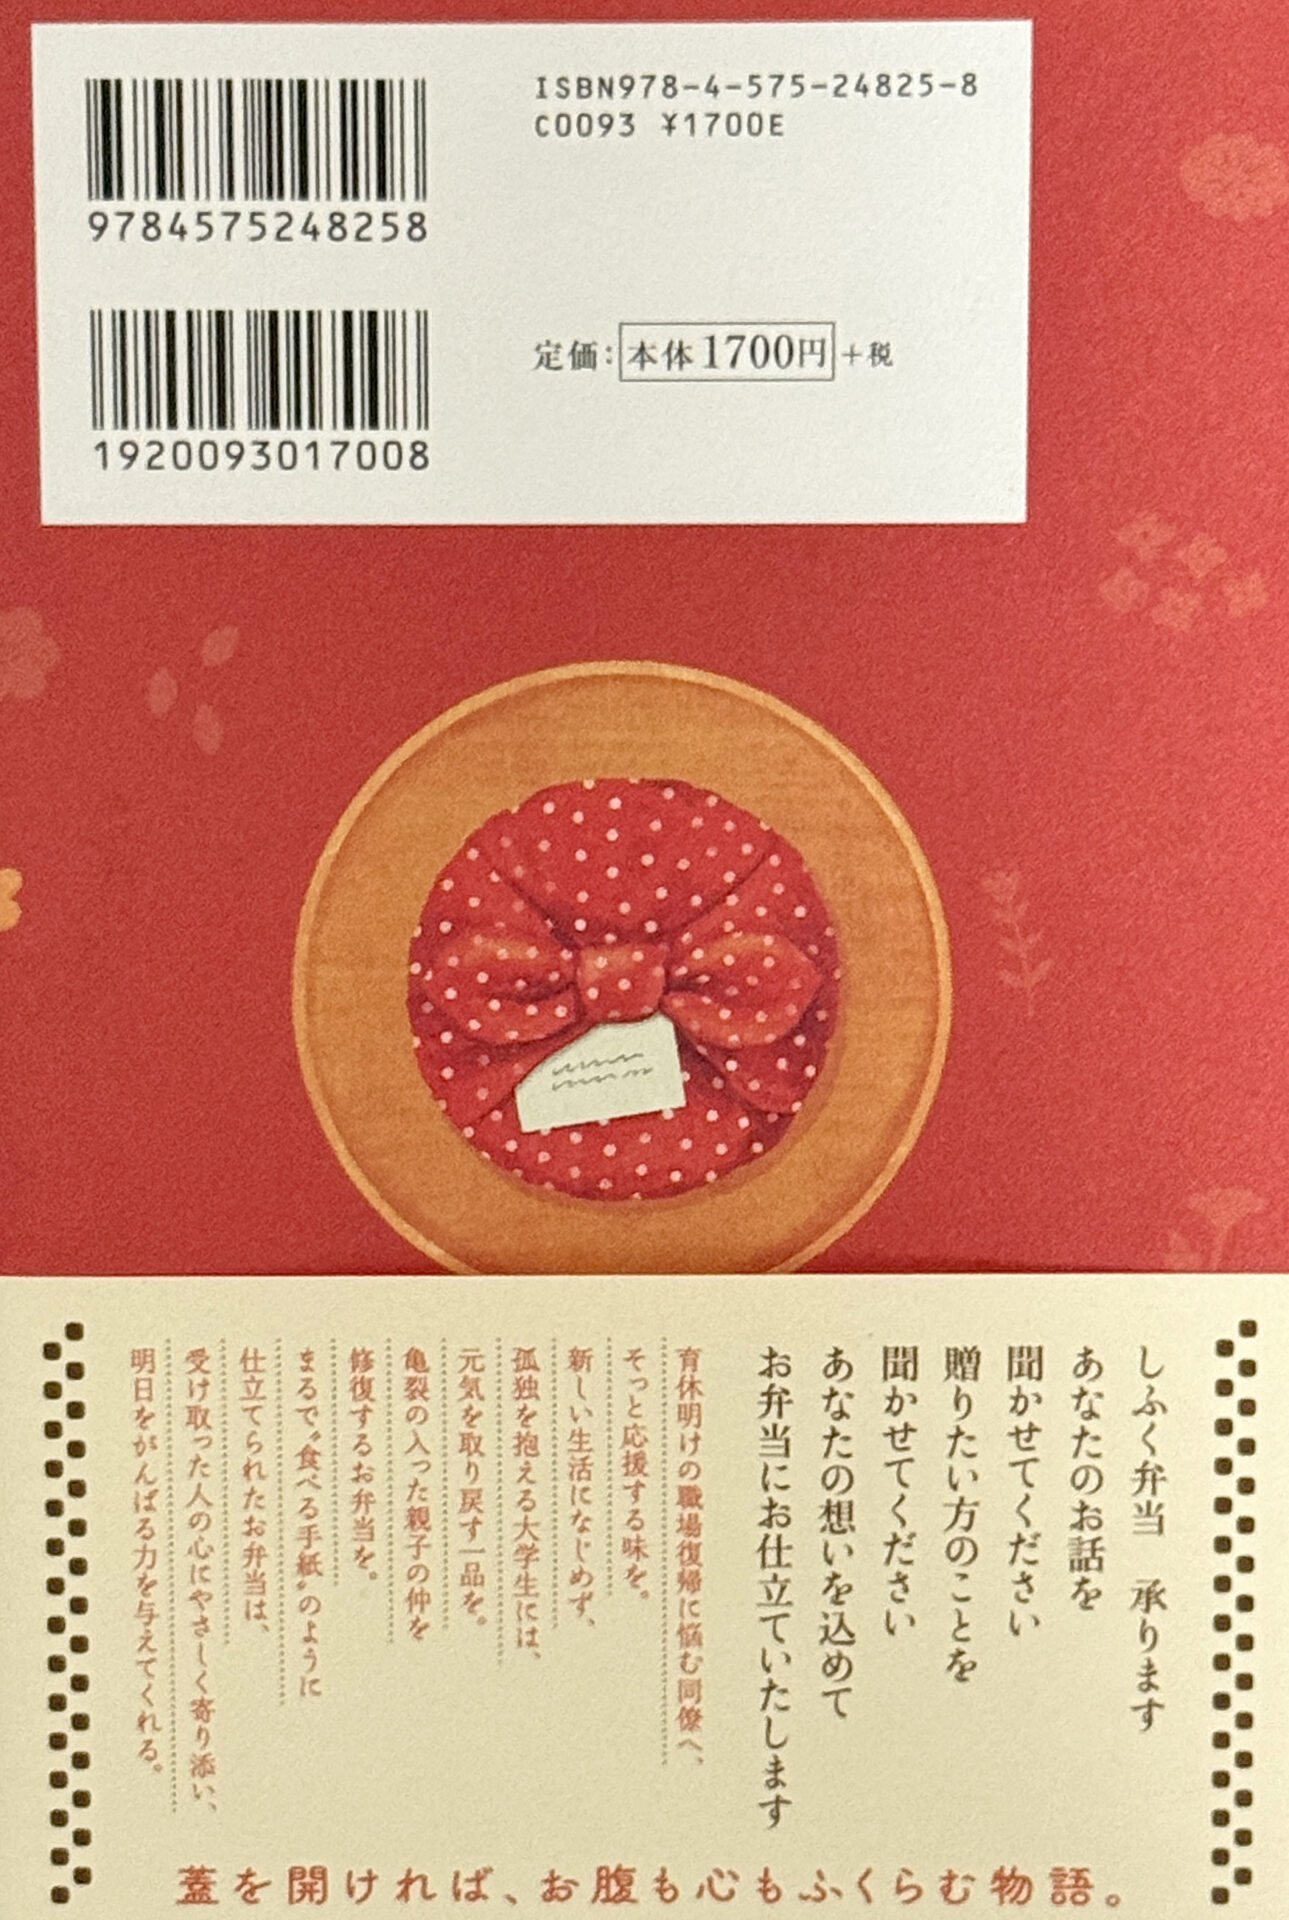 9784575248258
ISBN978-4-575-24825-8
C0093 ¥1700E
1920093017008
定価：本体1700円＋税
しふく弁当 承ります
あなたのお話を
聞かせてください
贈りたい方のことを
聞かせてください
あなたの想いを込めて
お弁当にお仕立ていたします
育休明けの職場復帰に悩む同僚へ、
そっと応援する味を。
新しい生活になじめず、
孤独を抱える大学生には、
元気を取り戻す一品を。
亀裂の入った親子の仲を
修復するお弁当を。
まるで〝食べる手紙〟のように
仕立てられたお弁当は、
受け取った人の心にやさしく寄り添い、
明日をがんばる力を与えてくれる。
蓋を開ければ、お腹も心もふくらむ物語。